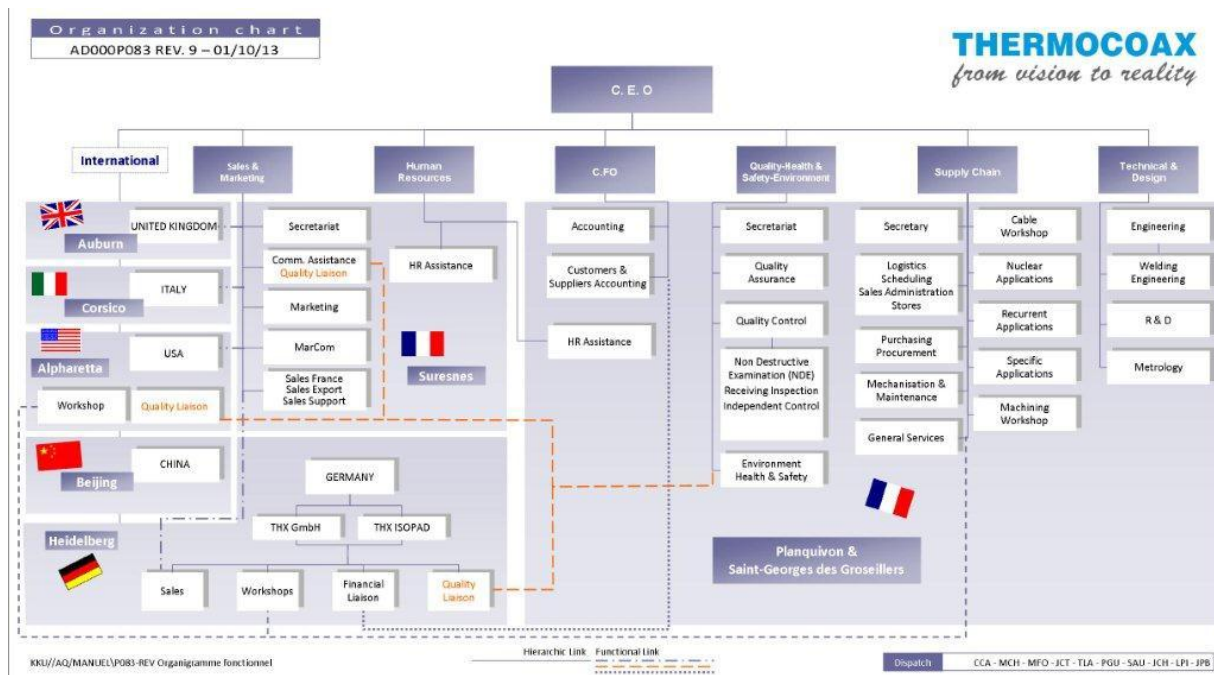 Organization chart
AD000P083 REV. 9 – 01/10/13
THERMOCOAX
from vision to reality
C. E. O
International
Sales &
Marketing
Human
Resources
C.FO
Quality-Health &
Safety-Environment
Supply Chain
Technical &
Design
Auburn
UNITED KINGDOM
Corsico
ITALY
Alpharetta
USA
Workshop
Quality Liaison
Beijing
CHINA
Heidelberg
Secretariat
Comm. Assistance
Quality Liaison
Marketing
MarCom
Sales France
Sales Export
Sales Support
HR Assistance
Suresnes
GERMANY
THX GmbH
THX ISOPAD
Sales
Workshops
Financial
Liaison
Quality
Liaison
Accounting
Customers &
Suppliers Accounting
HR Assistance
Secretariat
Quality
Assurance
Quality Control
Non Destructive
Examination (NDE)
Receiving Inspection
Independent Control
Environment
Health & Safety
Secretary
Logistics
Scheduling
Sales Administration
Stores
Purchasing
Procurement
Mechanisation &
Maintenance
General Services
Cable
Workshop
Nuclear
Applications
Recurrent
Applications
Specific
Applications
Machining
Workshop
Engineering
Welding
Engineering
R & D
Metrology
Planquivon &
Saint-Georges des Groseillers
KKU//AQ/MANUEL\P083-REV Organigramme fonctionnel
Hierarchic Link
Functional Link
Dispatch
CCA - MCH - MFO - JCT - TLA - PGU - SAU - JCH - LPI - JPB